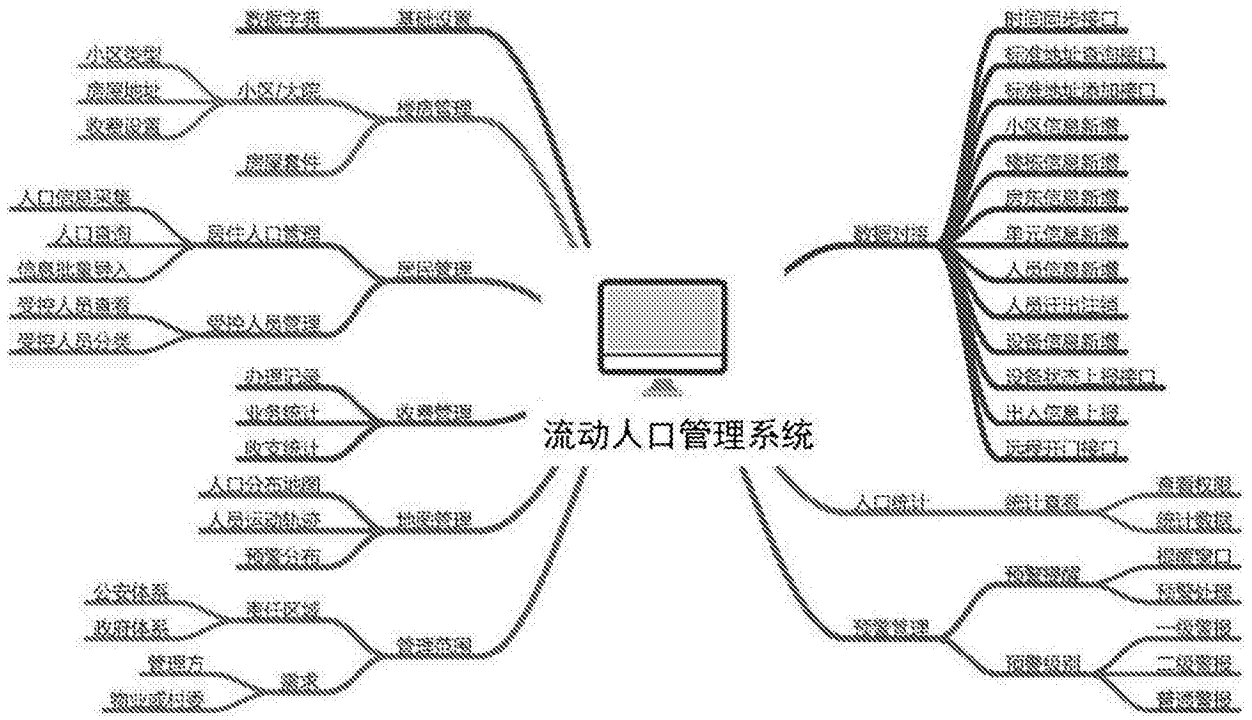 数据字典
基础设置
小区类型
房屋地址
收费设置
小区/大院
房屋套件
楼房管理
人口信息采集
人口查询
信息批量导入
居住人口管理
受控人员查看
受控人员分类
受控人员管理
居民管理
办理记录
业务统计
收支统计
收费管理
人口分布地图
人员运动轨迹
预警分布
地图管理
公安体系
政府体系
责任区域
管理方
物业或村委
需求
管理范围
流动人口管理系统
数据对接
时间同步接口
标准地址查询接口
标准地址添加接口
小区信息新增
楼栋信息新增
房东信息新增
单元信息新增
人员信息新增
人员迁出注销
设备信息新增
设备状态上报接口
出入信息上报
远程开门接口
人口统计
统计查看
查看权限
统计数据
预警管理
预警提醒
提醒窗口
预警处理
预警级别
一级警报
二级警报
普通警报